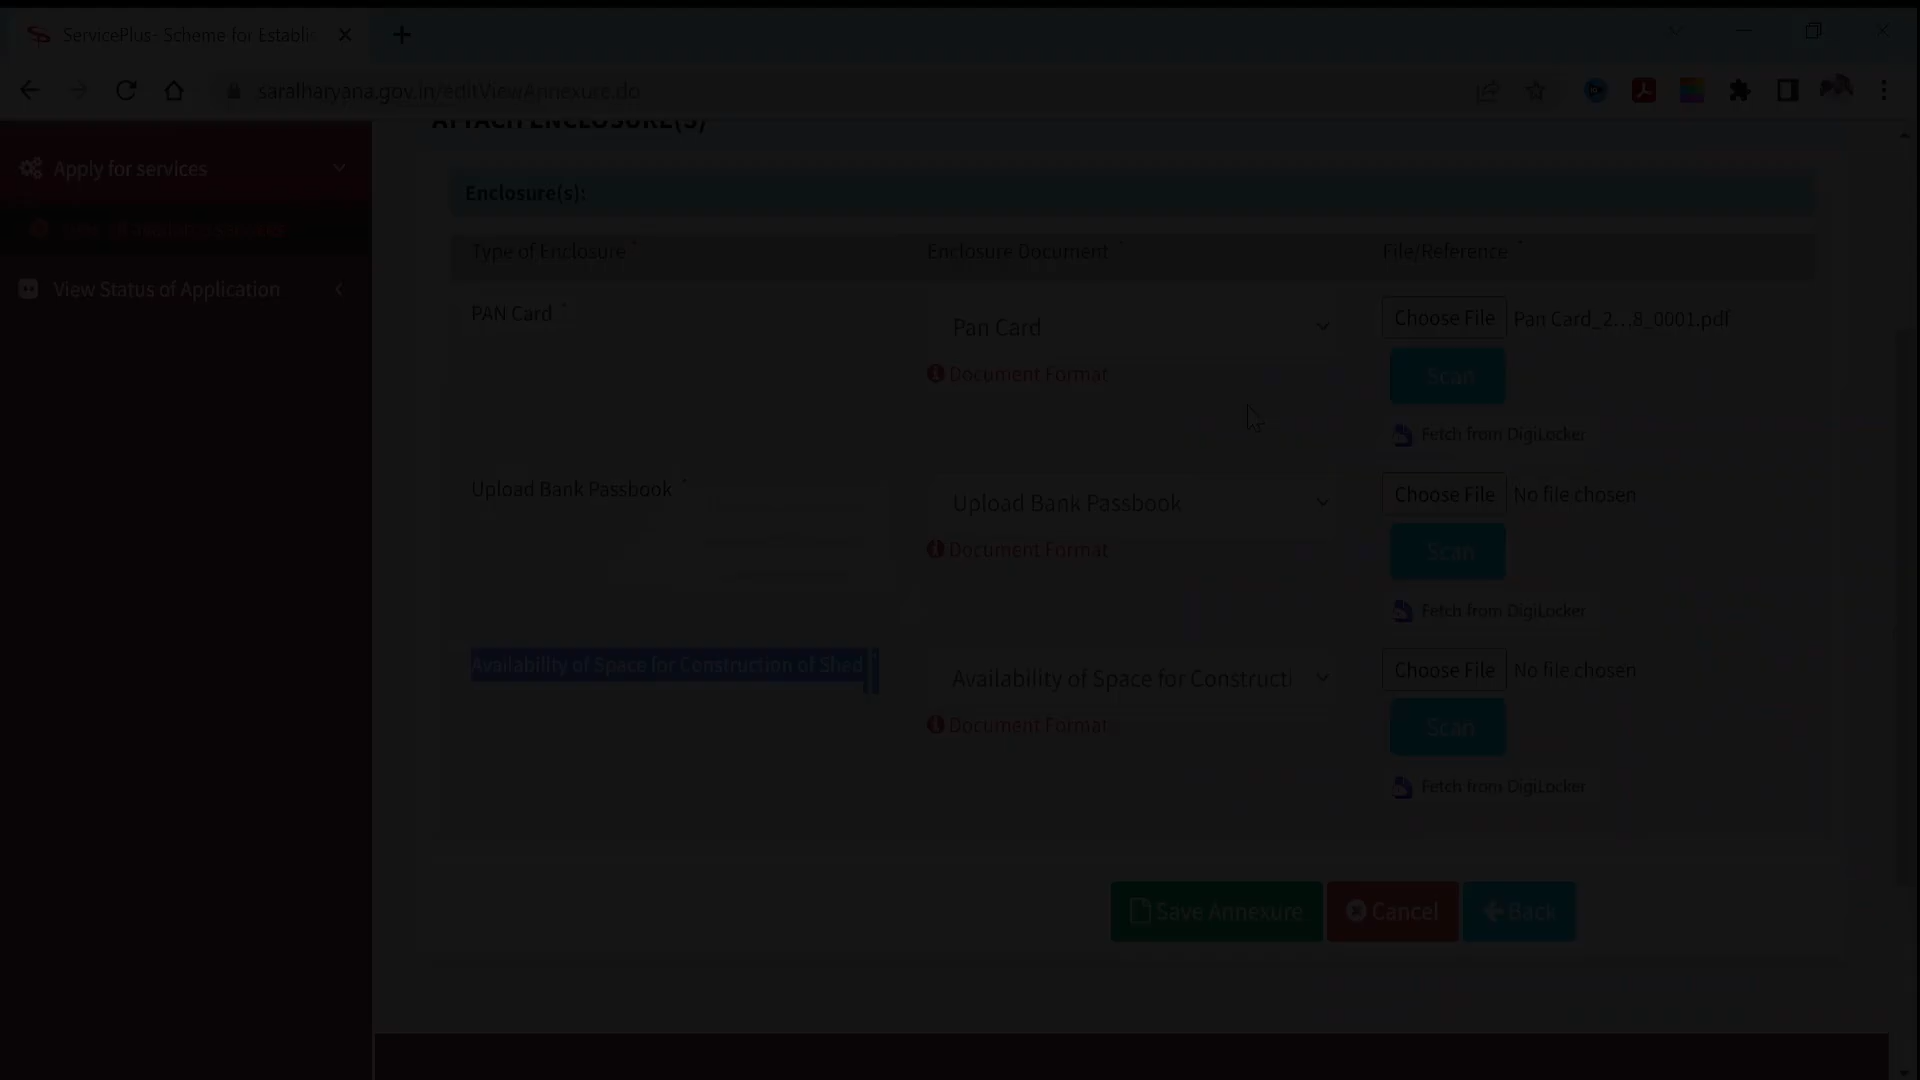 ServicePlus- Scheme for Establis
saralharyana.gov.in/editViewAnnexure.do
ATTACH ENCLOSURE(S)
Apply for services
View Status of Application
Enclosure(s):
Type of Enclosure * Enclosure Document * File/Reference *
PAN Card * Pan Card Choose File Pan Card_2...8_0001.pdf
Document Format Scan
Fetch from DigiLocker
Upload Bank Passbook * Upload Bank Passbook Choose File No file chosen
Document Format Scan
Fetch from DigiLocker
Availability of Space for Construction of Shed * Availability of Space for Constructi Choose File No file chosen
Document Format Scan
Fetch from DigiLocker
Save Annexure Cancel Back